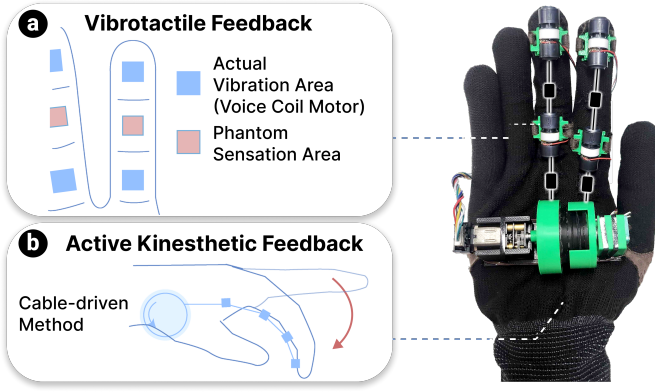 a Vibrotactile Feedback
Actual
Vibration Area
(Voice Coil Motor)
Phantom
Sensation Area
b Active Kinesthetic Feedback
Cable-driven
Method